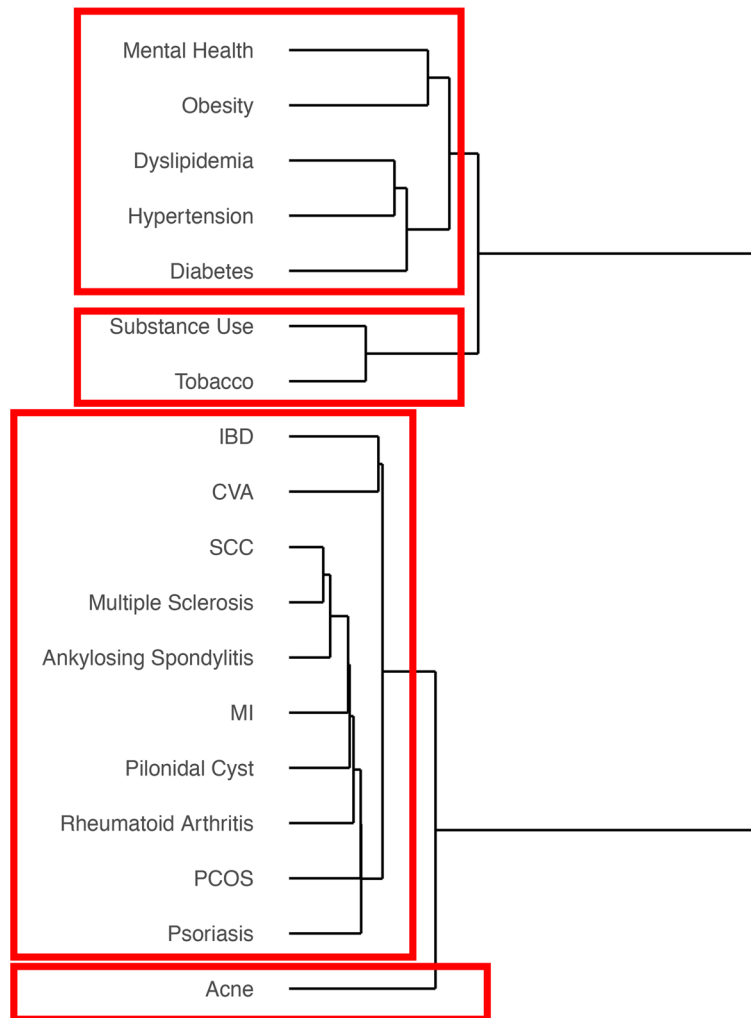 Mental Health
Obesity
Dyslipidemia
Hypertension
Diabetes
Substance Use
Tobacco
IBD
CVA
SCC
Multiple Sclerosis
Ankylosing Spondylitis
MI
Pilonidal Cyst
Rheumatoid Arthritis
PCOS
Psoriasis
Acne